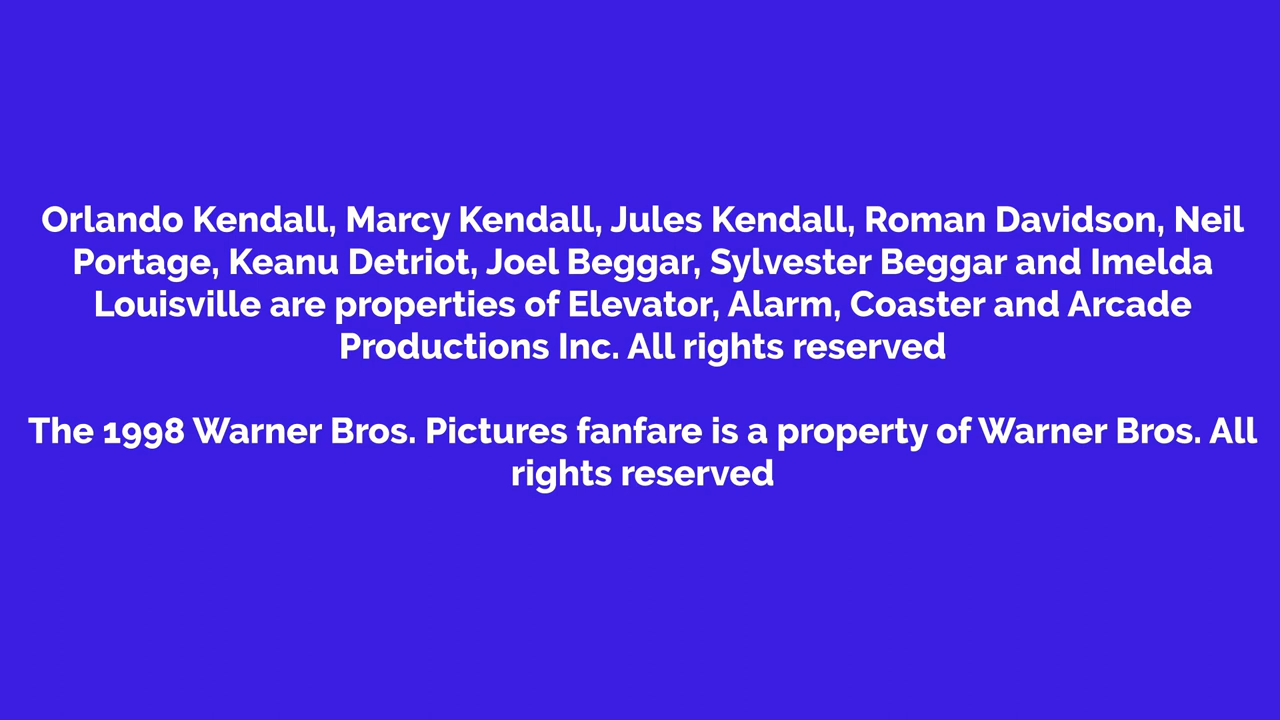 Orlando Kendall, Marcy Kendall, Jules Kendall, Roman Davidson, Neil
Portage, Keanu Detriot, Joel Beggar, Sylvester Beggar and Imelda
Louisville are properties of Elevator, Alarm, Coaster and Arcade
Productions Inc. All rights reserved
The 1998 Warner Bros. Pictures fanfare is a property of Warner Bros. All
rights reserved